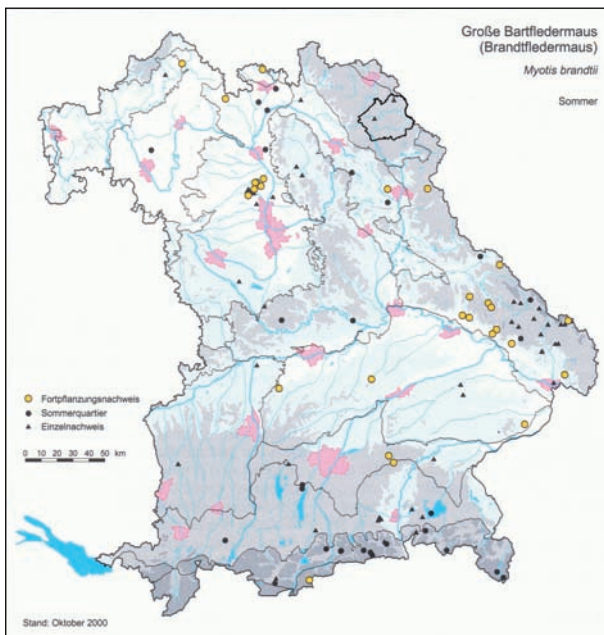 Große Bartfledermaus
(Brandtfledermaus)
Myotis brandtii
Sommer
Fortpflanzungsnachweis
Sommerquartier
Einzelnachweis
0 10 20 30 40 50 km
Stand: Oktober 2000